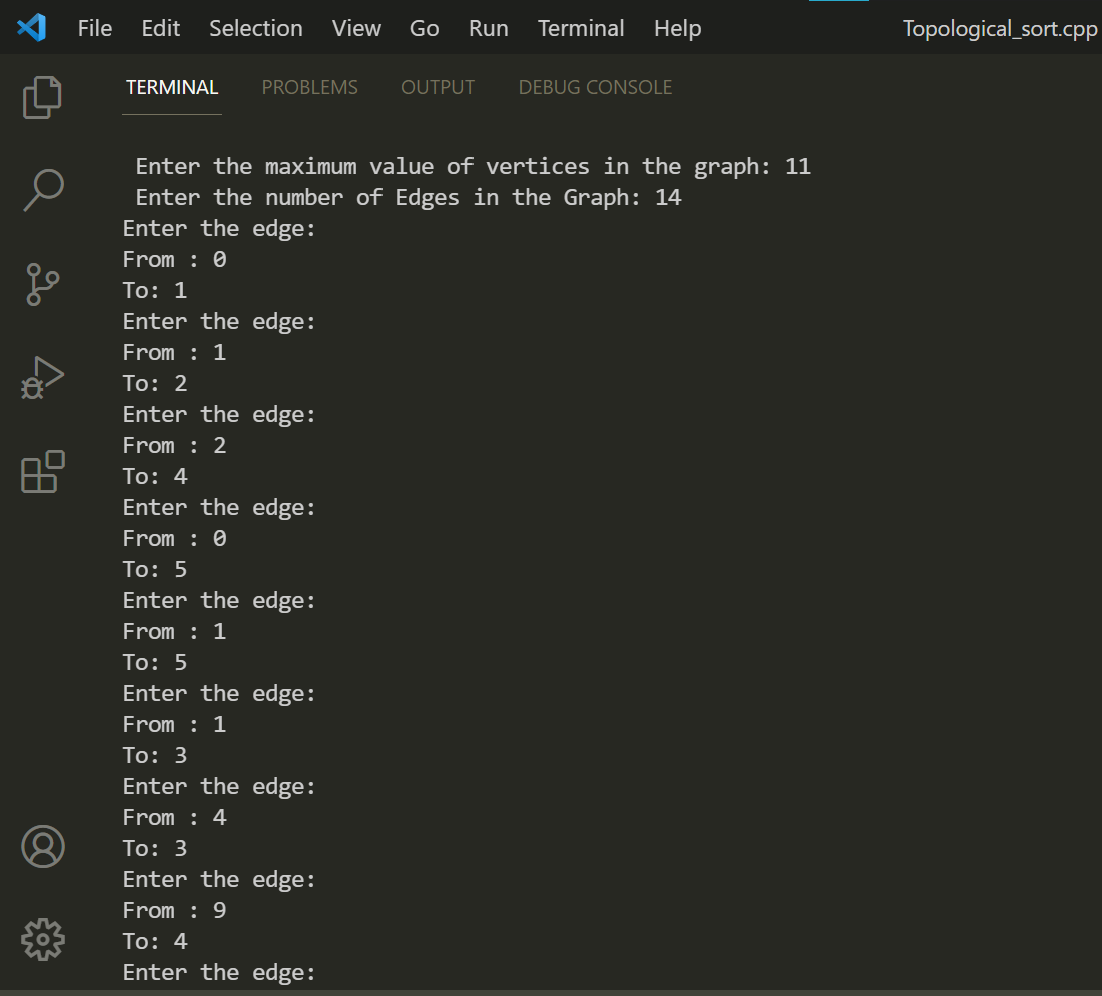 File Edit Selection View Go Run Terminal Help Topological_sort.cpp
TERMINAL PROBLEMS OUTPUT DEBUG CONSOLE
Enter the maximum value of vertices in the graph: 11
Enter the number of Edges in the Graph: 14
Enter the edge:
From : 0
To: 1
Enter the edge:
From : 1
To: 2
Enter the edge:
From : 2
To: 4
Enter the edge:
From : 0
To: 5
Enter the edge:
From : 1
To: 5
Enter the edge:
From : 1
To: 3
Enter the edge:
From : 4
To: 3
Enter the edge:
From : 9
To: 4
Enter the edge: